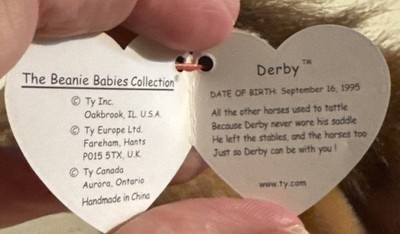 The Beanie Babies Collection®
© Ty Inc.
Oakbrook, IL. U.S.A.
© Ty Europe Ltd.
Fareham, Hants
PO15 5TX, U.K.
© Ty Canada
Aurora, Ontario
Handmade in China
Derby™
DATE OF BIRTH: September 16, 1995
All the other horses used to tattle
Because Derby never wore his saddle
He left the stables, and the horses too
Just so Derby can be with you !
www.ty.com